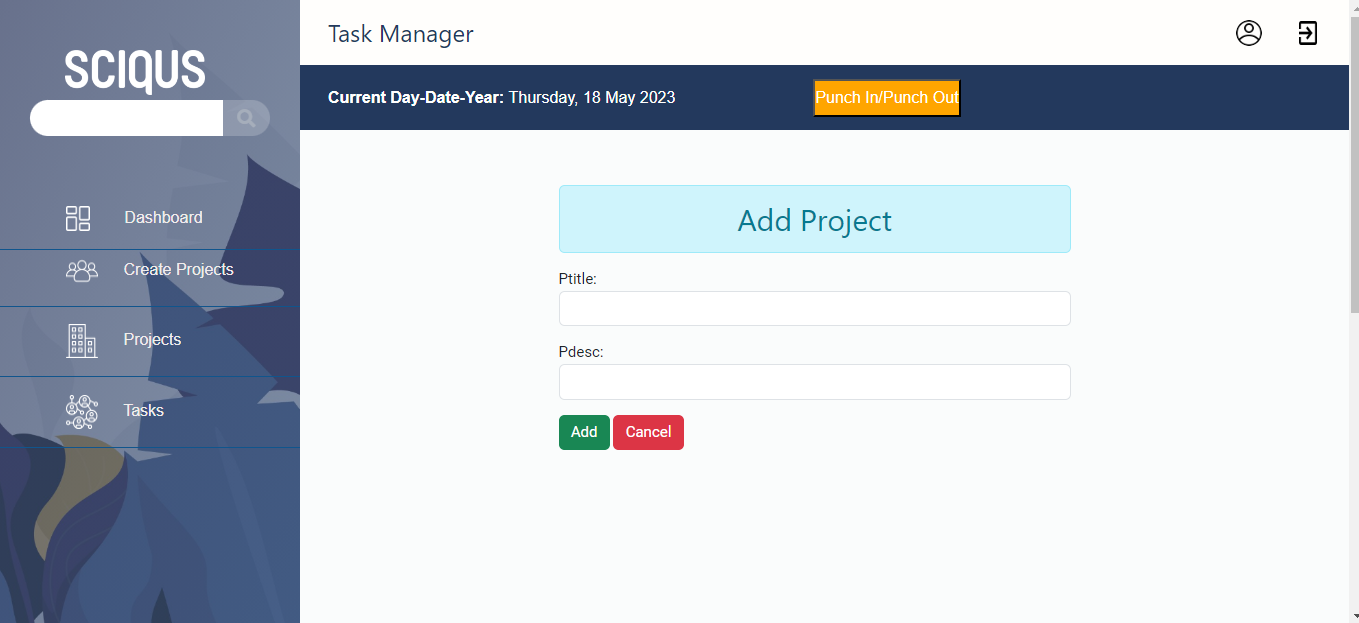 SCIQUS
Task Manager
Current Day-Date-Year: Thursday, 18 May 2023
Punch In/Punch Out
Dashboard
Create Projects
Projects
Tasks
Add Project
Ptitle:
Pdesc:
Add
Cancel